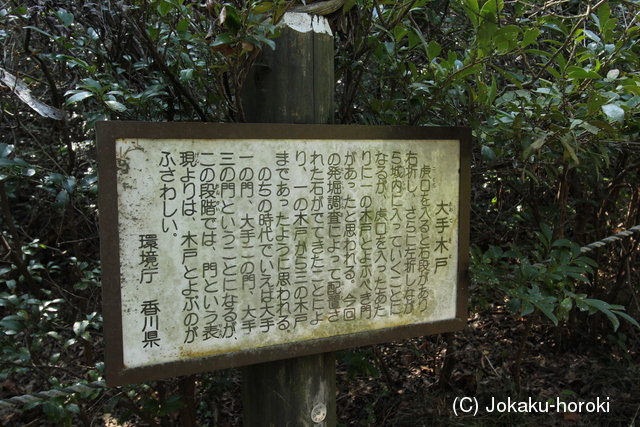 大手木戸
虎口を入ると石段があり
右折し、さらに左折しなが
ら城内に入っていくことに
なるが、虎口を入ったあた
りに一の木戸とよぶべき門
があったと思われる。今回
の発掘調査によって配置さ
れた石がでてきたことによ
り、一の木戸から三の木戸
まであったように思われる。
のちの時代でいえば大手
一の門、大手二の門、大手
三の門ということになるが、
この段階では、門という表
現よりは、木戸とよぶのが
ふさわしい。
環境庁 香川県
(C) Jokaku-horoki